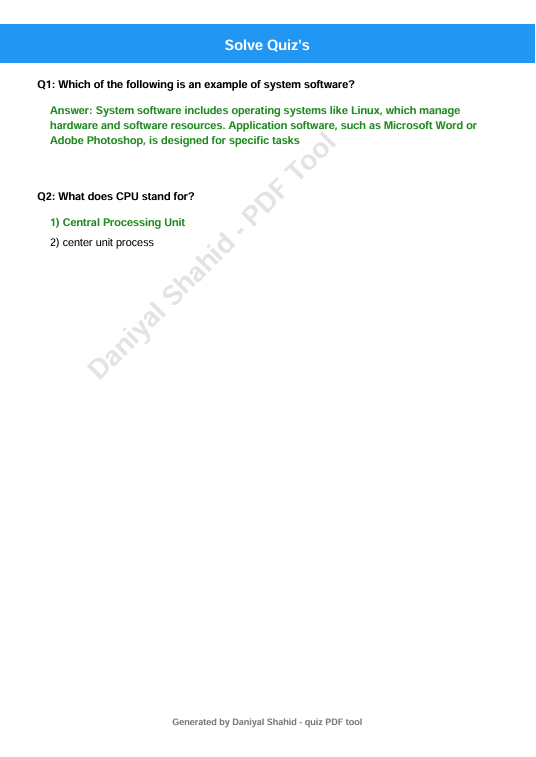 Solve Quiz's
Q1: Which of the following is an example of system software?
Answer: System software includes operating systems like Linux, which manage
hardware and software resources. Application software, such as Microsoft Word or
Adobe Photoshop, is designed for specific tasks
Q2: What does CPU stand for?
1) Central Processing Unit
2) center unit process
Daniyal Shahid - PDF Tool
Generated by Daniyal Shahid - quiz PDF tool